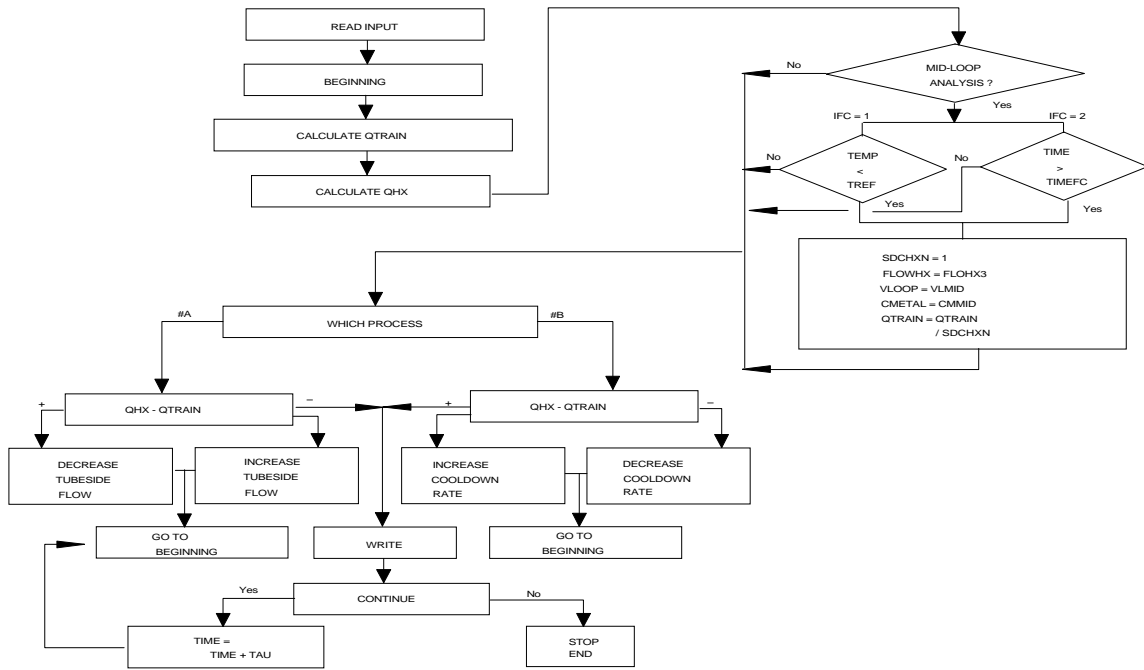 READ INPUT
BEGINNING
CALCULATE QTRAIN
CALCULATE QHX
MID-LOOP
ANALYSIS ?
No
Yes
IFC = 1
IFC = 2
TEMP
<
TREF
No
Yes
TIME
>
TIMEFC
No
Yes
SDCHXN = 1
FLOWHX = FLOHX3
VLOOP = VLMID
CMETAL = CMMID
QTRAIN = QTRAIN
/ SDCHXN
#A
WHICH PROCESS
#B
+
QHX - QTRAIN
–
+
QHX - QTRAIN
–
DECREASE
TUBESIDE
FLOW
INCREASE
TUBESIDE
FLOW
INCREASE
COOLDOWN
RATE
DECREASE
COOLDOWN
RATE
GO TO
BEGINNING
WRITE
GO TO
BEGINNING
Yes
CONTINUE
No
TIME =
TIME + TAU
STOP
END